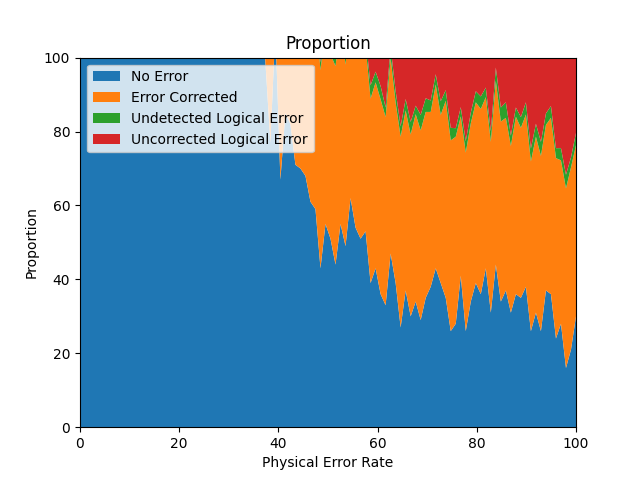 Proportion
100
80
60
40
20
0
Proportion
No Error
Error Corrected
Undetected Logical Error
Uncorrected Logical Error
0 20 40 60 80 100
Physical Error Rate